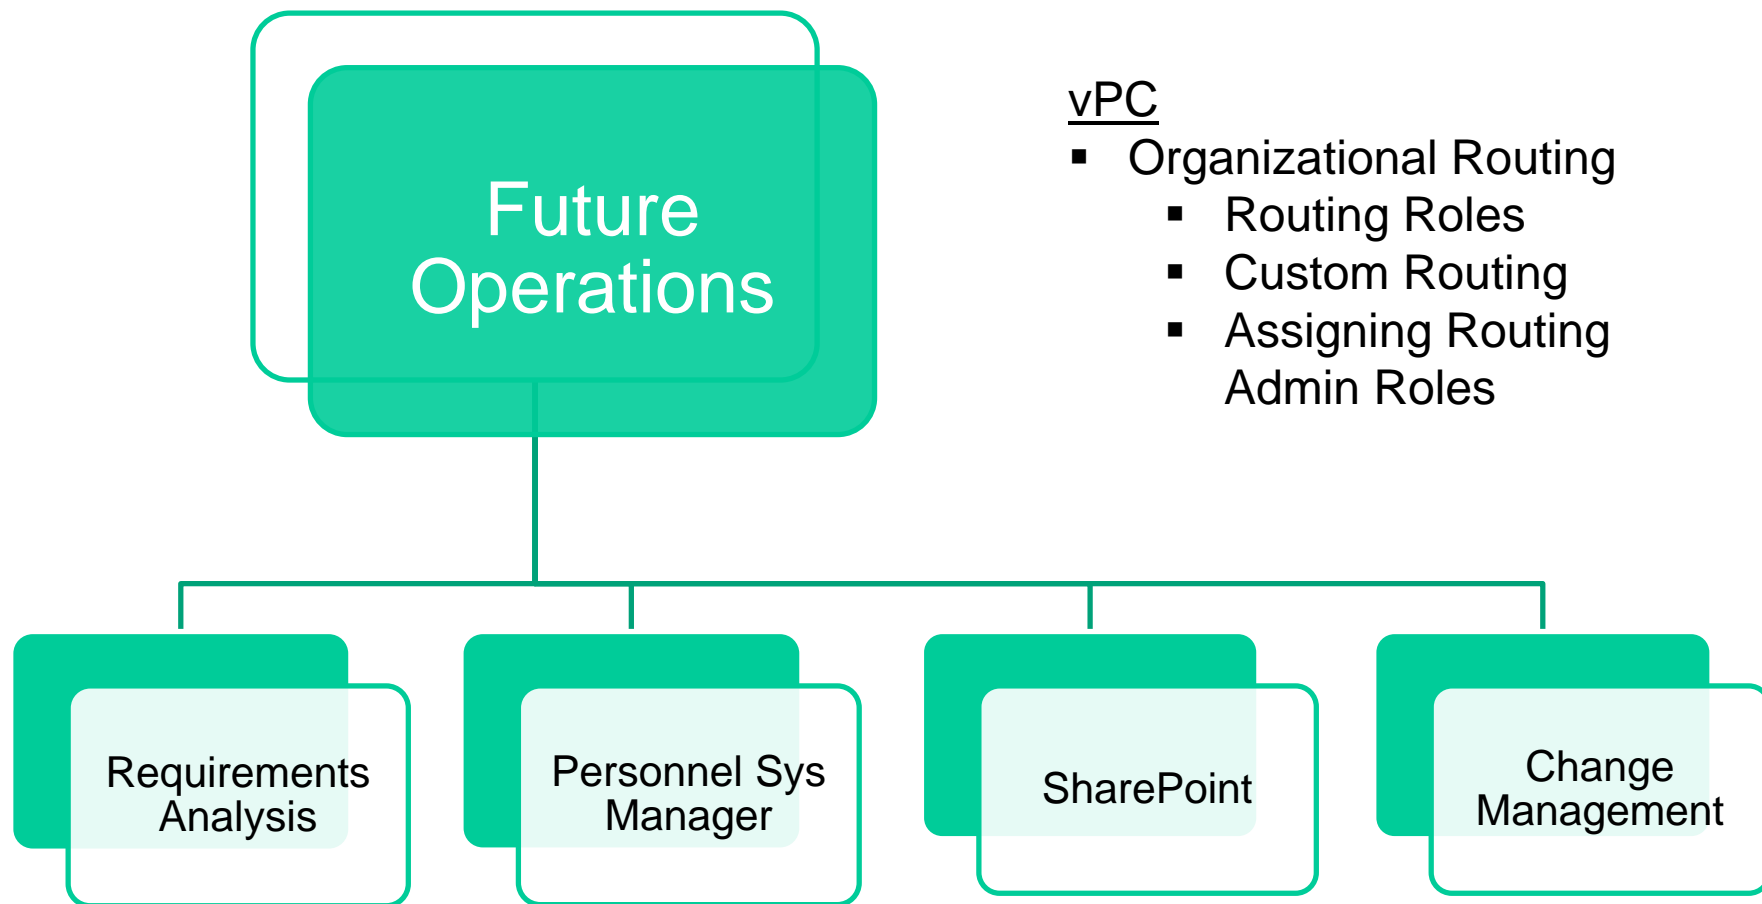 Future
Operations
vPC
▪ Organizational Routing
▪ Routing Roles
▪ Custom Routing
▪ Assigning Routing
Admin Roles
Requirements
Analysis
Personnel Sys
Manager
SharePoint
Change
Management